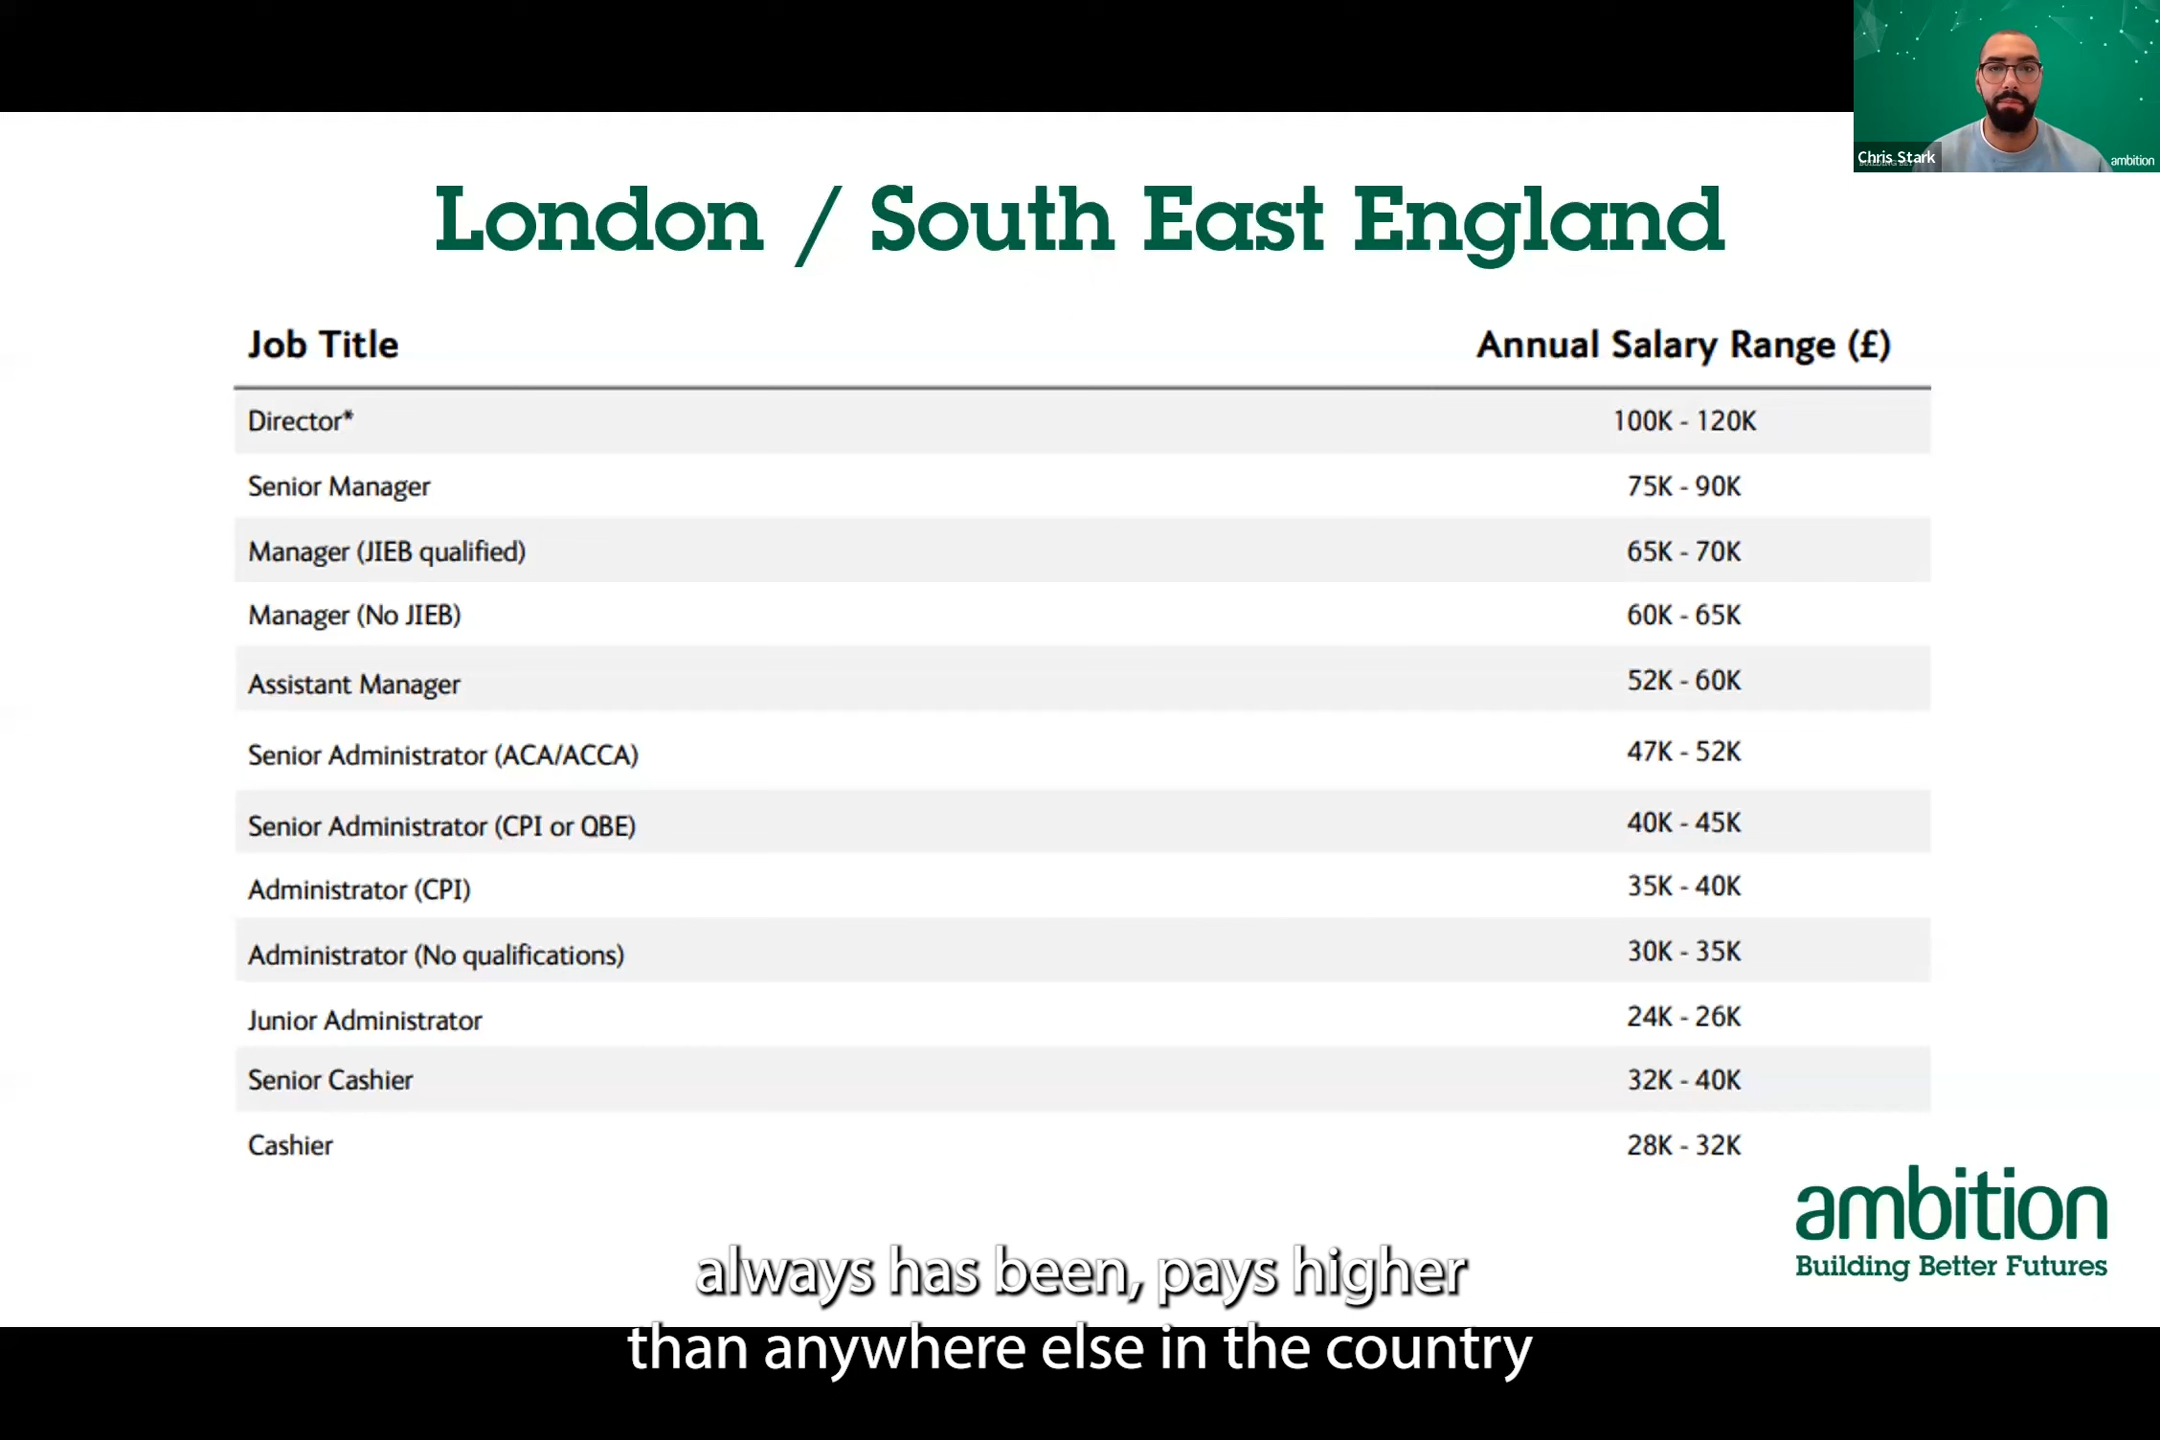 Chris Stark
ambition
London / South East England
Job Title Annual Salary Range (£)
Director* 100K - 120K
Senior Manager 75K - 90K
Manager (JIEB qualified) 65K - 70K
Manager (No JIEB) 60K - 65K
Assistant Manager 52K - 60K
Senior Administrator (ACA/ACCA) 47K - 52K
Senior Administrator (CPI or QBE) 40K - 45K
Administrator (CPI) 35K - 40K
Administrator (No qualifications) 30K - 35K
Junior Administrator 24K - 26K
Senior Cashier 32K - 40K
Cashier 28K - 32K
ambition
Building Better Futures
always has been, pays higher
than anywhere else in the country